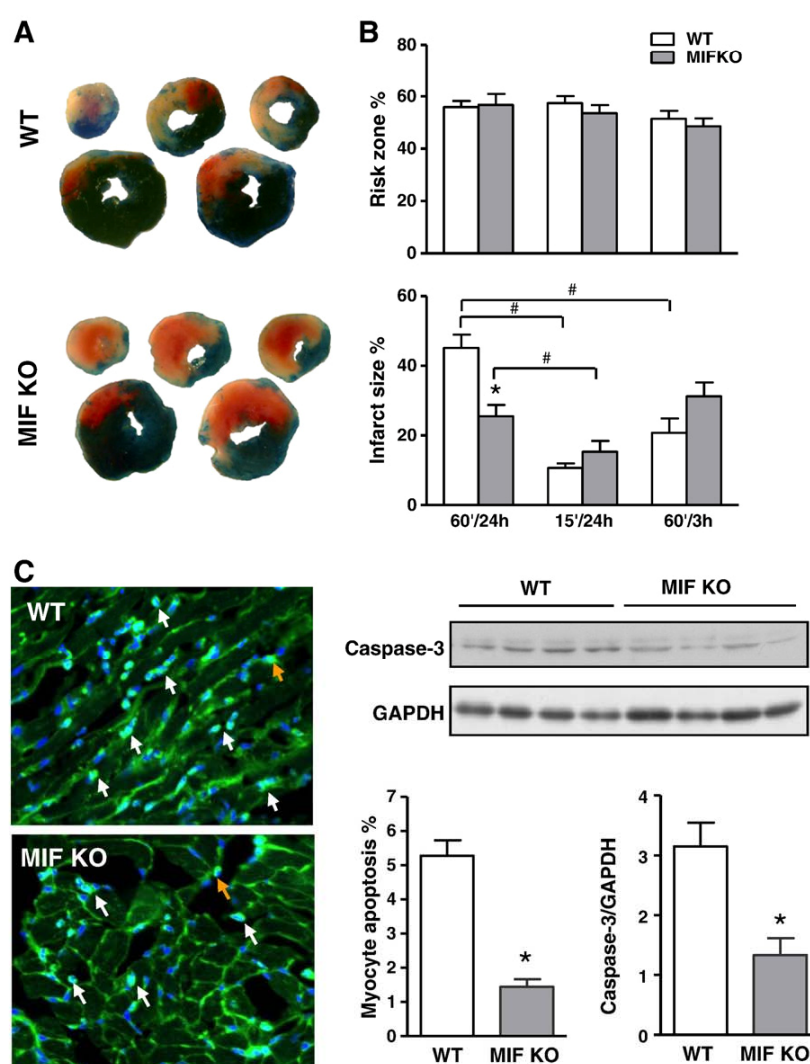 A
WT
MIF KO
B
WT
MIFKO
Risk zone %
80
60
40
20
0
Infarct size %
60
40
20
0
#
#
#
*
60'/24h 15'/24h 60'/3h
C
WT
MIF KO
WT MIF KO
Caspase-3
GAPDH
Myocyte apoptosis %
7
6
5
4
3
2
1
0
*
WT MIF KO
Caspase-3/GAPDH
4
3
2
1
0
*
WT MIF KO